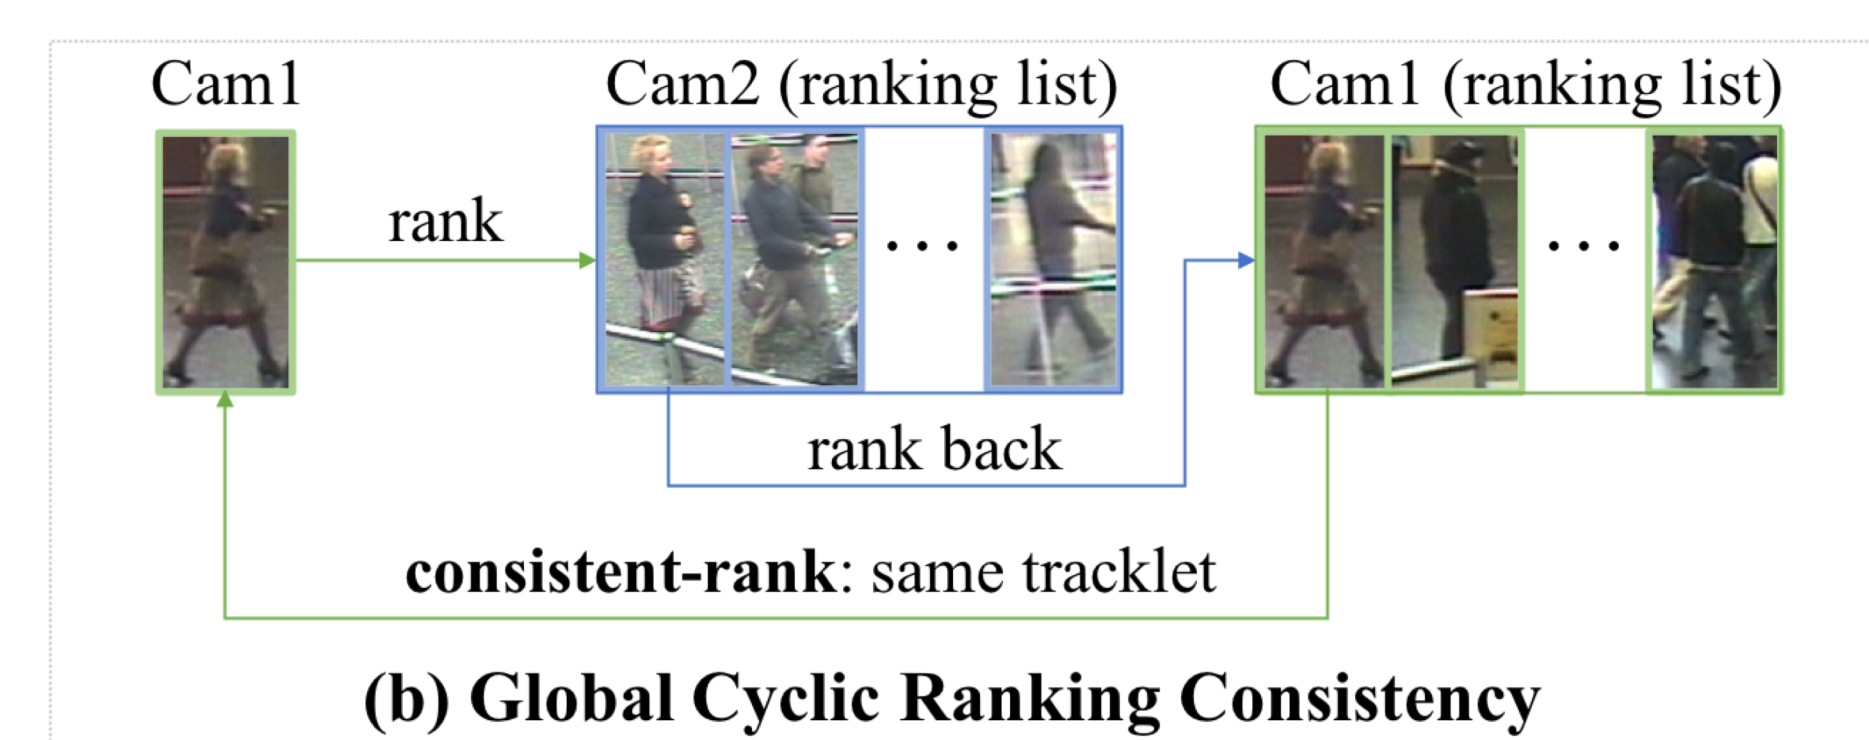 Cam1
Cam2 (ranking list)
Cam1 (ranking list)
rank
...
...
rank back
consistent-rank: same tracklet
(b) Global Cyclic Ranking Consistency